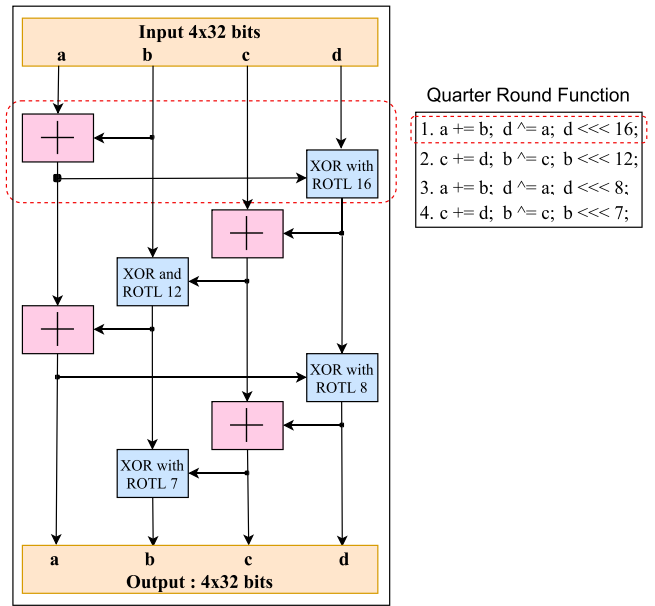 Input 4x32 bits
a b c d
XOR with
ROTL 16
XOR and
ROTL 12
XOR with
ROTL 8
XOR with
ROTL 7
a b c d
Output : 4x32 bits
Quarter Round Function
1. a += b; d ^= a; d <<< 16;
2. c += d; b ^= c; b <<< 12;
3. a += b; d ^= a; d <<< 8;
4. c += d; b ^= c; b <<< 7;